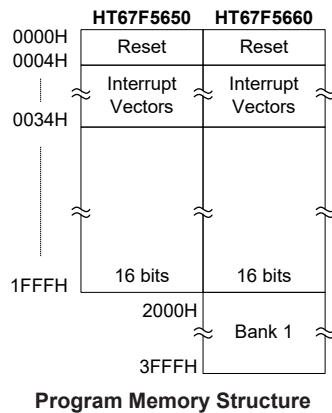 HT67F5650 HT67F5660
0000H Reset Reset
0004H
Interrupt Vectors Interrupt Vectors
0034H
16 bits 16 bits
1FFFH
2000H
Bank 1
3FFFH
Program Memory Structure